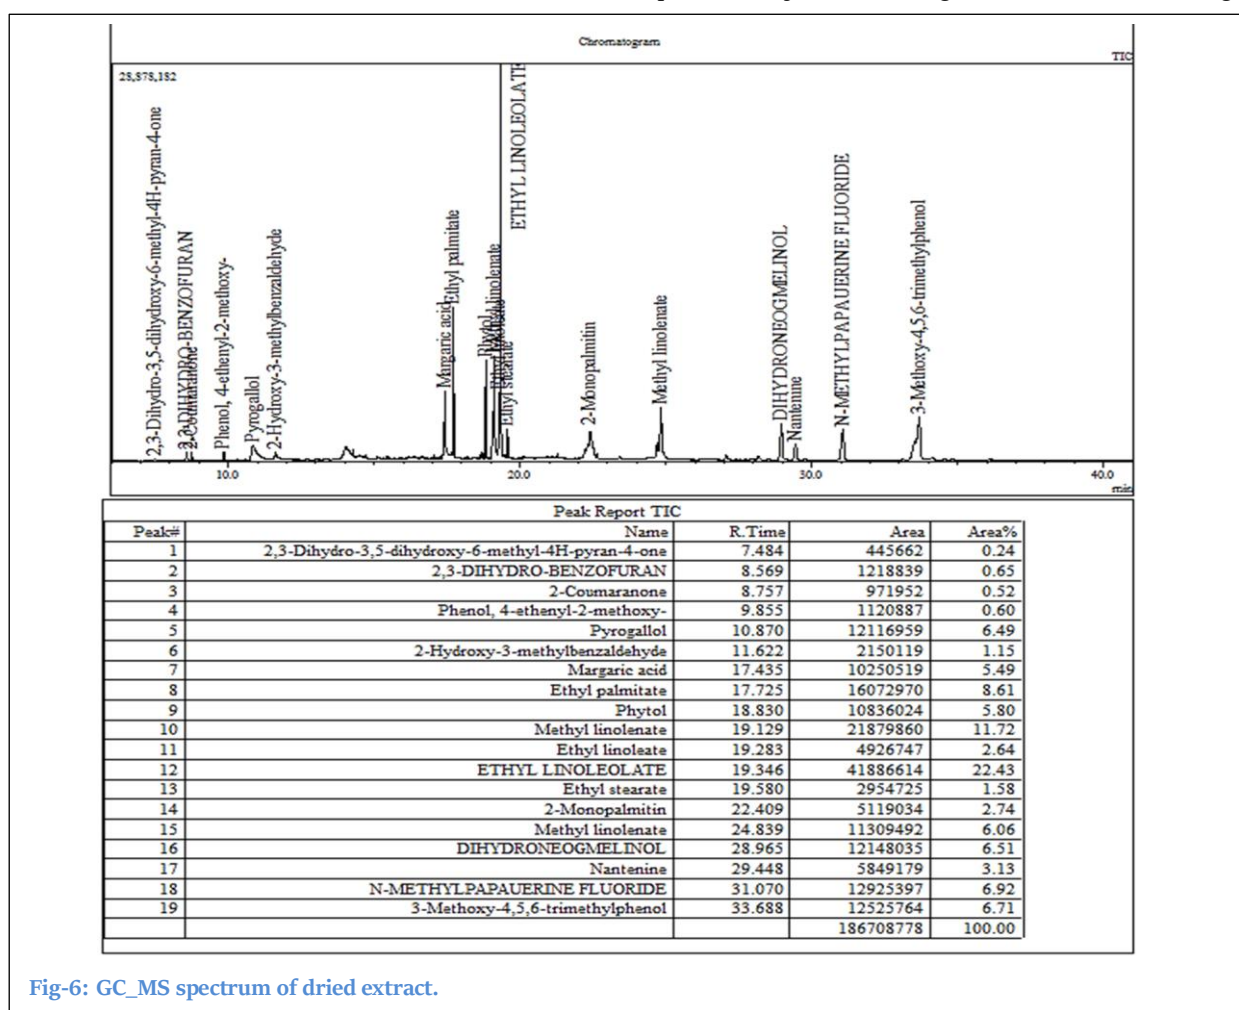 Chromatogram
TIC
28,878,182
2,3-Dihydro-3,5-dihydroxy-6-methyl-4H-pyran-4-one
2,3-DIHYDRO-BENZOFURAN
2-Coumaranone
Phenol, 4-ethenyl-2-methoxy-
Pyrogallol
2-Hydroxy-3-methylbenzaldehyde
Margaric acid
Ethyl palmitate
Phytol
Methyl linolenate
Ethyl linoleate
ETHYL LINOLEOLATE
Ethyl stearate
2-Monopalmitin
Methyl linolenate
DIHYDRONEOGMELINOL
Nantenine
N-METHYLPAPAUERINE FLUORIDE
3-Methoxy-4,5,6-trimethylphenol
10.0 20.0 30.0 40.0
min
Peak Report TIC
Peak# Name R.Time Area Area%
1 2,3-Dihydro-3,5-dihydroxy-6-methyl-4H-pyran-4-one 7.484 445662 0.24
2 2,3-DIHYDRO-BENZOFURAN 8.569 1218839 0.65
3 2-Coumaranone 8.757 971952 0.52
4 Phenol, 4-ethenyl-2-methoxy- 9.855 1120887 0.60
5 Pyrogallol 10.870 12116959 6.49
6 2-Hydroxy-3-methylbenzaldehyde 11.622 2150119 1.15
7 Margaric acid 17.435 10250519 5.49
8 Ethyl palmitate 17.725 16072970 8.61
9 Phytol 18.830 10836024 5.80
10 Methyl linolenate 19.129 21879860 11.72
11 Ethyl linoleate 19.283 4926747 2.64
12 ETHYL LINOLEOLATE 19.346 41886614 22.43
13 Ethyl stearate 19.580 2954725 1.58
14 2-Monopalmitin 22.409 5119034 2.74
15 Methyl linolenate 24.839 11309492 6.06
16 DIHYDRONEOGMELINOL 28.965 12148035 6.51
17 Nantenine 29.448 5849179 3.13
18 N-METHYLPAPAUERINE FLUORIDE 31.070 12925397 6.92
19 3-Methoxy-4,5,6-trimethylphenol 33.688 12525764 6.71
186708778 100.00
Fig-6: GC_MS spectrum of dried extract.